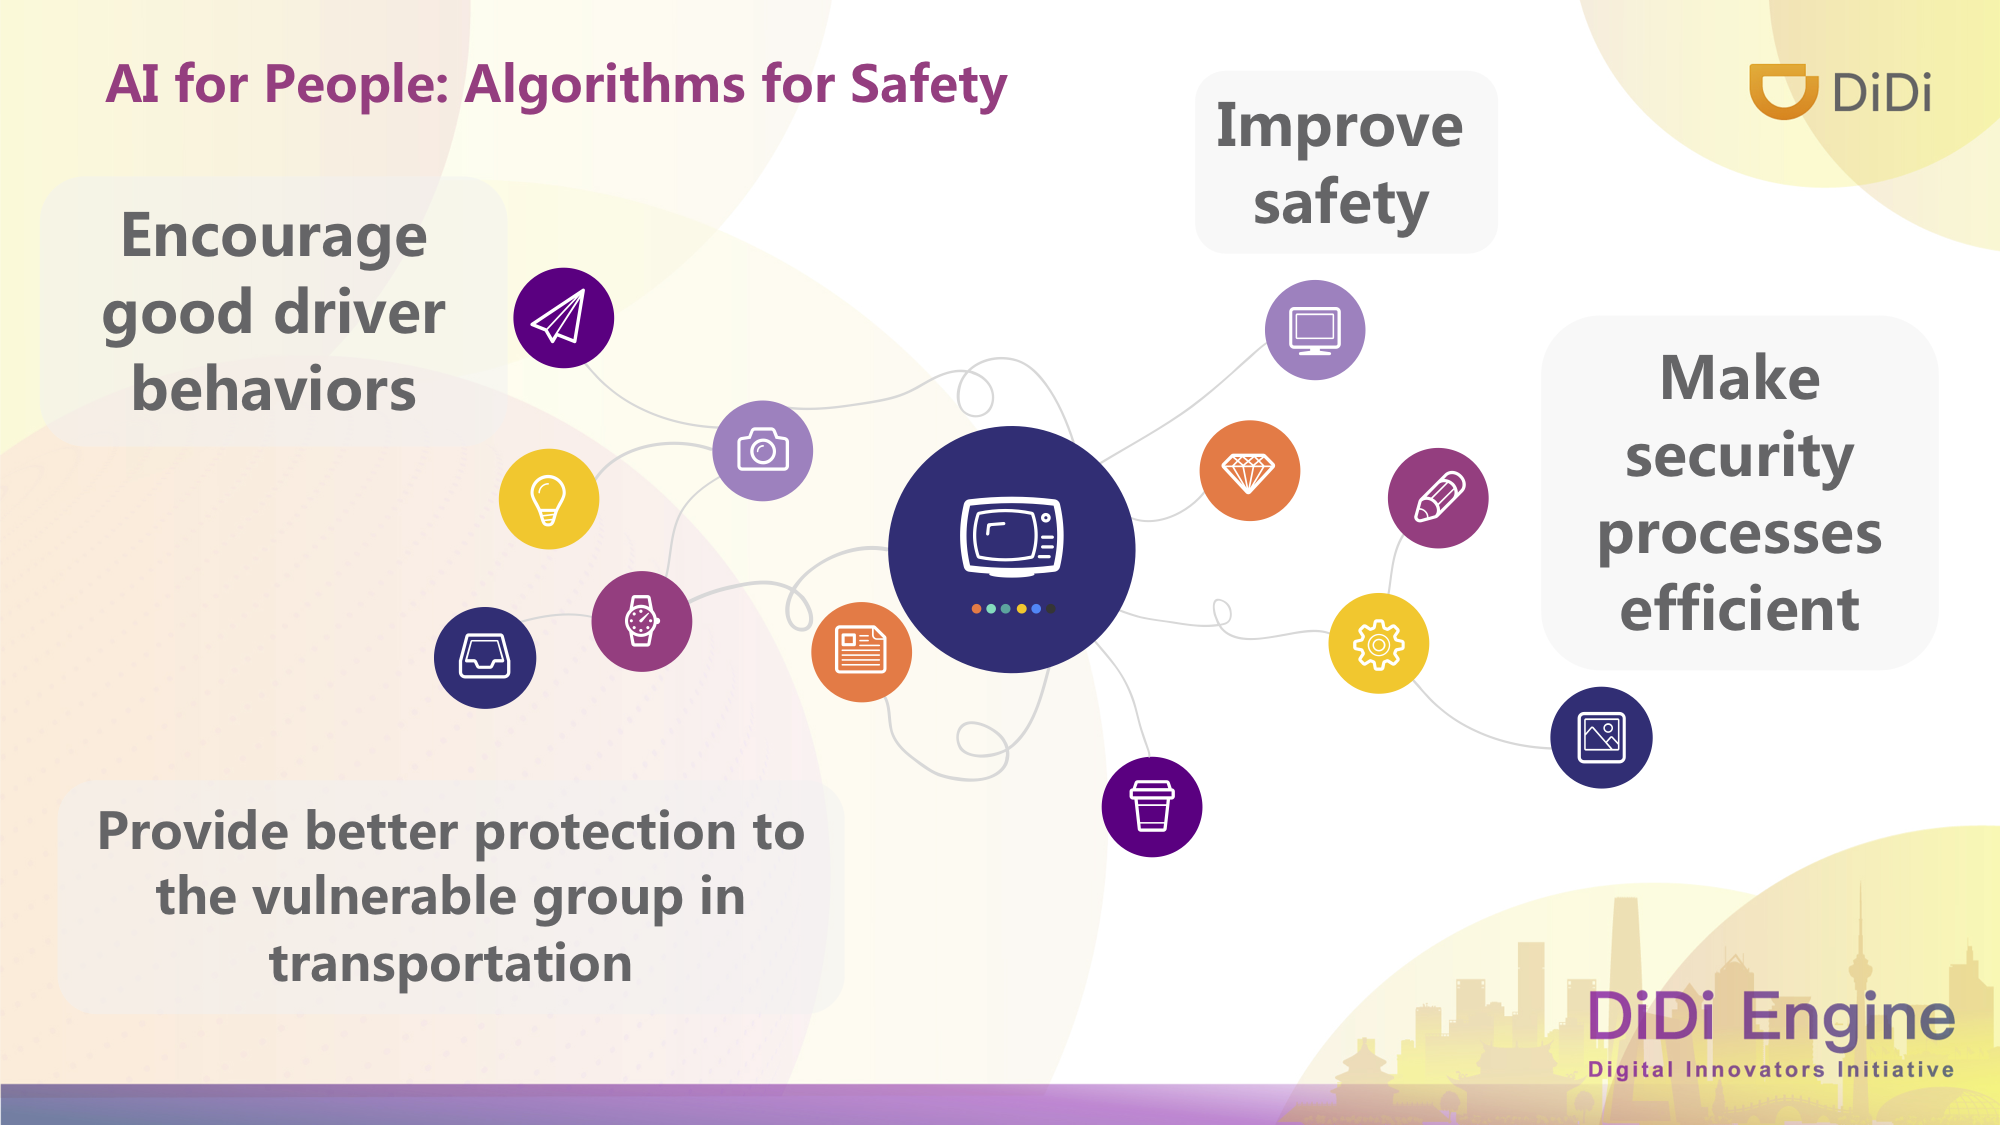 AI for People: Algorithms for Safety
DiDi
Improve
safety
Encourage
good driver
behaviors
Make
security
processes
efficient
Provide better protection to
the vulnerable group in
transportation
DiDi Engine
Digital Innovators Initiative